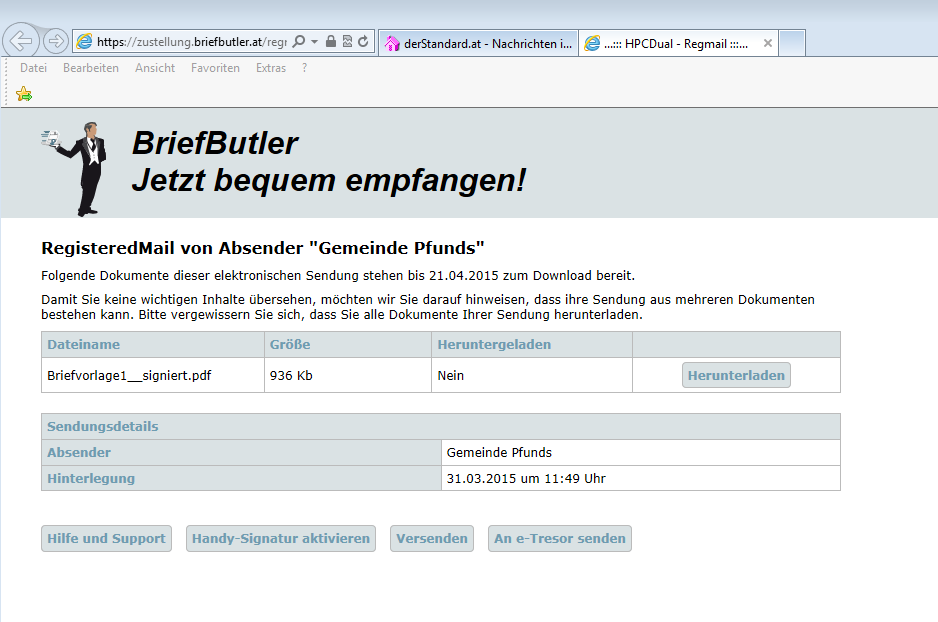 https://zustellung.briefbutler.at/regr
derStandard.at - Nachrichten i...
...::: HPCDual - Regmail :::...
Datei Bearbeiten Ansicht Favoriten Extras ?
BriefButler
Jetzt bequem empfangen!
RegisteredMail von Absender "Gemeinde Pfunds"
Folgende Dokumente dieser elektronischen Sendung stehen bis 21.04.2015 zum Download bereit.
Damit Sie keine wichtigen Inhalte übersehen, möchten wir Sie darauf hinweisen, dass ihre Sendung aus mehreren Dokumenten
bestehen kann. Bitte vergewissern Sie sich, dass Sie alle Dokumente Ihrer Sendung herunterladen.
Dateiname Größe Heruntergeladen
Briefvorlage1__signiert.pdf 936 Kb Nein Herunterladen
Sendungsdetails
Absender Gemeinde Pfunds
Hinterlegung 31.03.2015 um 11:49 Uhr
Hilfe und Support Handy-Signatur aktivieren Versenden An e-Tresor senden